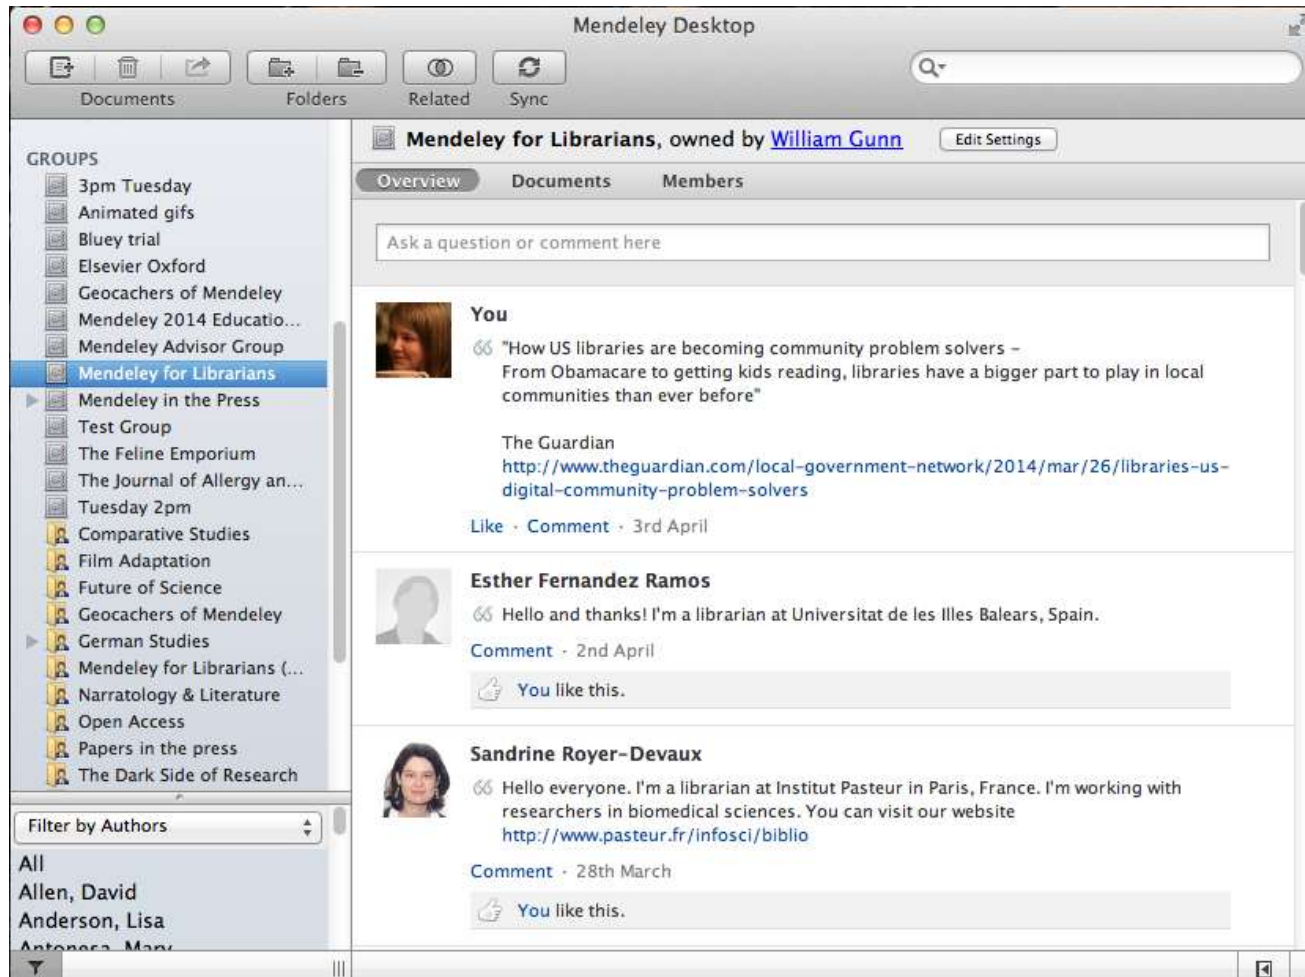 Mendeley Desktop
Documents
Folders
Related
Sync
GROUPS
3pm Tuesday
Animated gifs
Bluey trial
Elsevier Oxford
Geocachers of Mendeley
Mendeley 2014 Educatio...
Mendeley Advisor Group
Mendeley for Librarians
Mendeley in the Press
Test Group
The Feline Emporium
The Journal of Allergy an...
Tuesday 2pm
Comparative Studies
Film Adaptation
Future of Science
Geocachers of Mendeley
German Studies
Mendeley for Librarians (...
Narratology & Literature
Open Access
Papers in the press
The Dark Side of Research
Filter by Authors
All
Allen, David
Anderson, Lisa
Antonesa, Mary
Mendeley for Librarians, owned by William Gunn
Edit Settings
Overview Documents Members
Ask a question or comment here
You
"How US libraries are becoming community problem solvers –
From Obamacare to getting kids reading, libraries have a bigger part to play in local
communities than ever before"
The Guardian
http://www.theguardian.com/local-government-network/2014/mar/26/libraries-us-
digital-community-problem-solvers
Like · Comment · 3rd April
Esther Fernandez Ramos
Hello and thanks! I'm a librarian at Universitat de les Illes Balears, Spain.
Comment · 2nd April
You like this.
Sandrine Royer-Devaux
Hello everyone. I'm a librarian at Institut Pasteur in Paris, France. I'm working with
researchers in biomedical sciences. You can visit our website
http://www.pasteur.fr/infosci/biblio
Comment · 28th March
You like this.